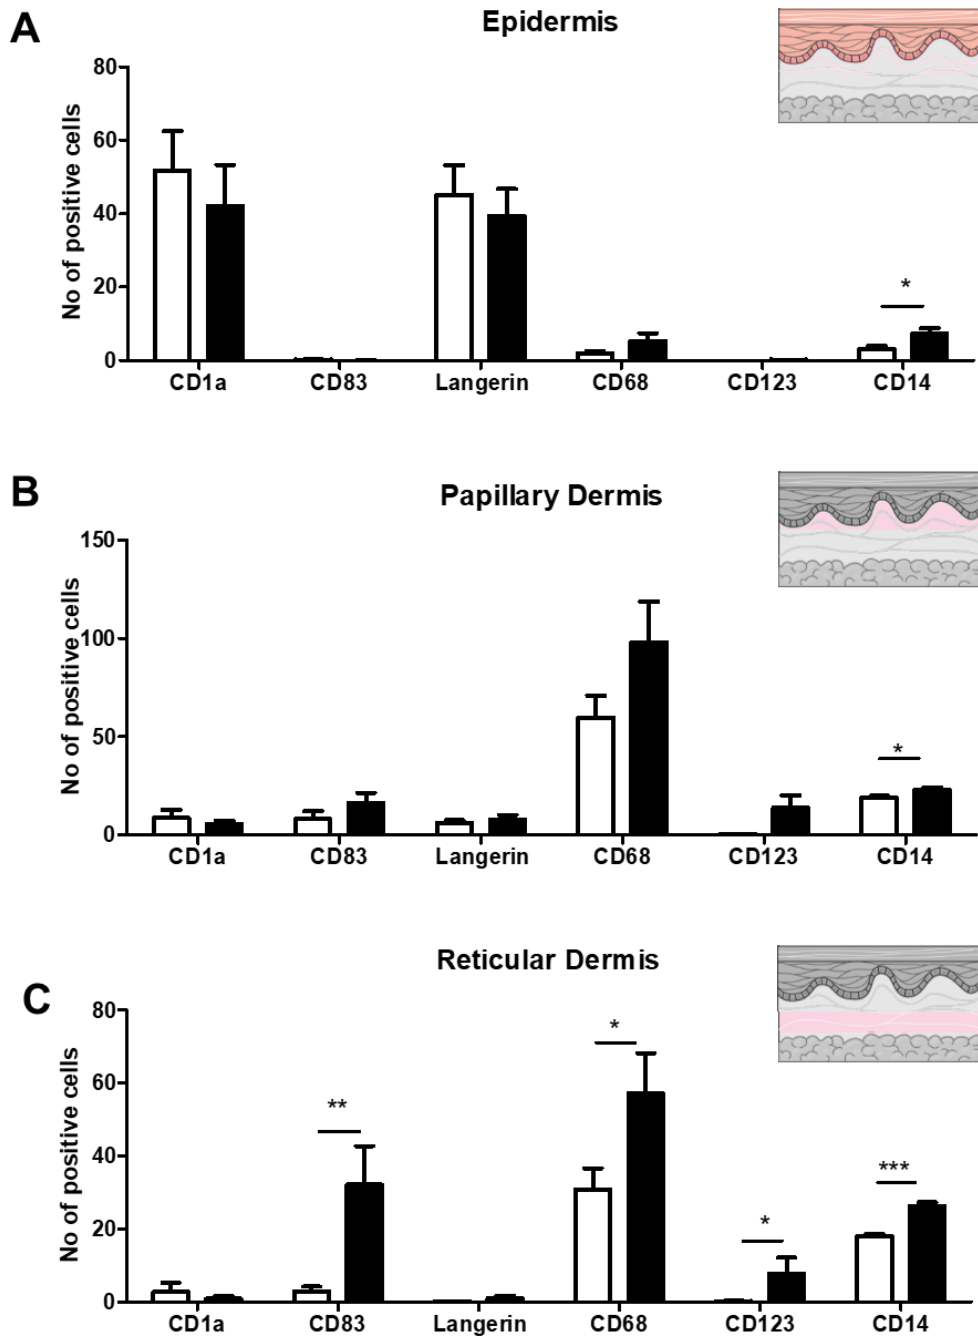 A
Epidermis
No of positive cells
80
60
40
20
0
*
CD1a CD83 Langerin CD68 CD123 CD14
B
Papillary Dermis
No of positive cells
150
100
50
0
*
CD1a CD83 Langerin CD68 CD123 CD14
C
Reticular Dermis
No of positive cells
80
60
40
20
0
**
*
*
***
CD1a CD83 Langerin CD68 CD123 CD14